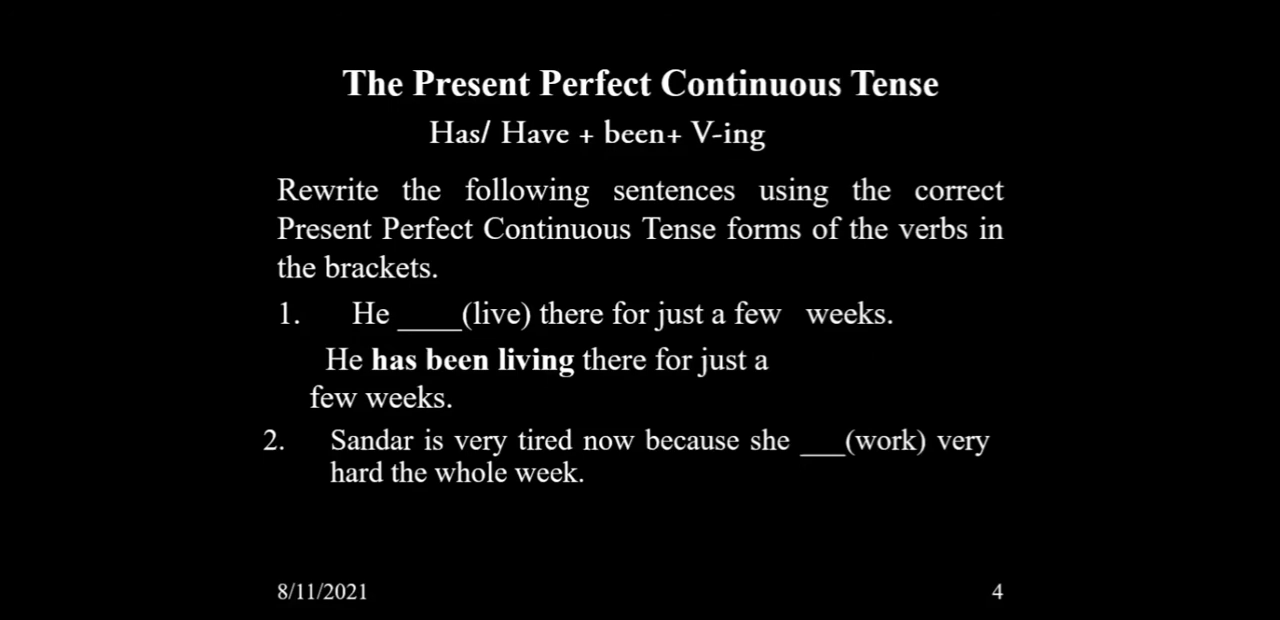 The Present Perfect Continuous Tense
Has/ Have + been+ V-ing
Rewrite the following sentences using the correct
Present Perfect Continuous Tense forms of the verbs in
the brackets.
1. He ____(live) there for just a few weeks.
He has been living there for just a
few weeks.
2. Sandar is very tired now because she ___(work) very
hard the whole week.
8/11/2021 4